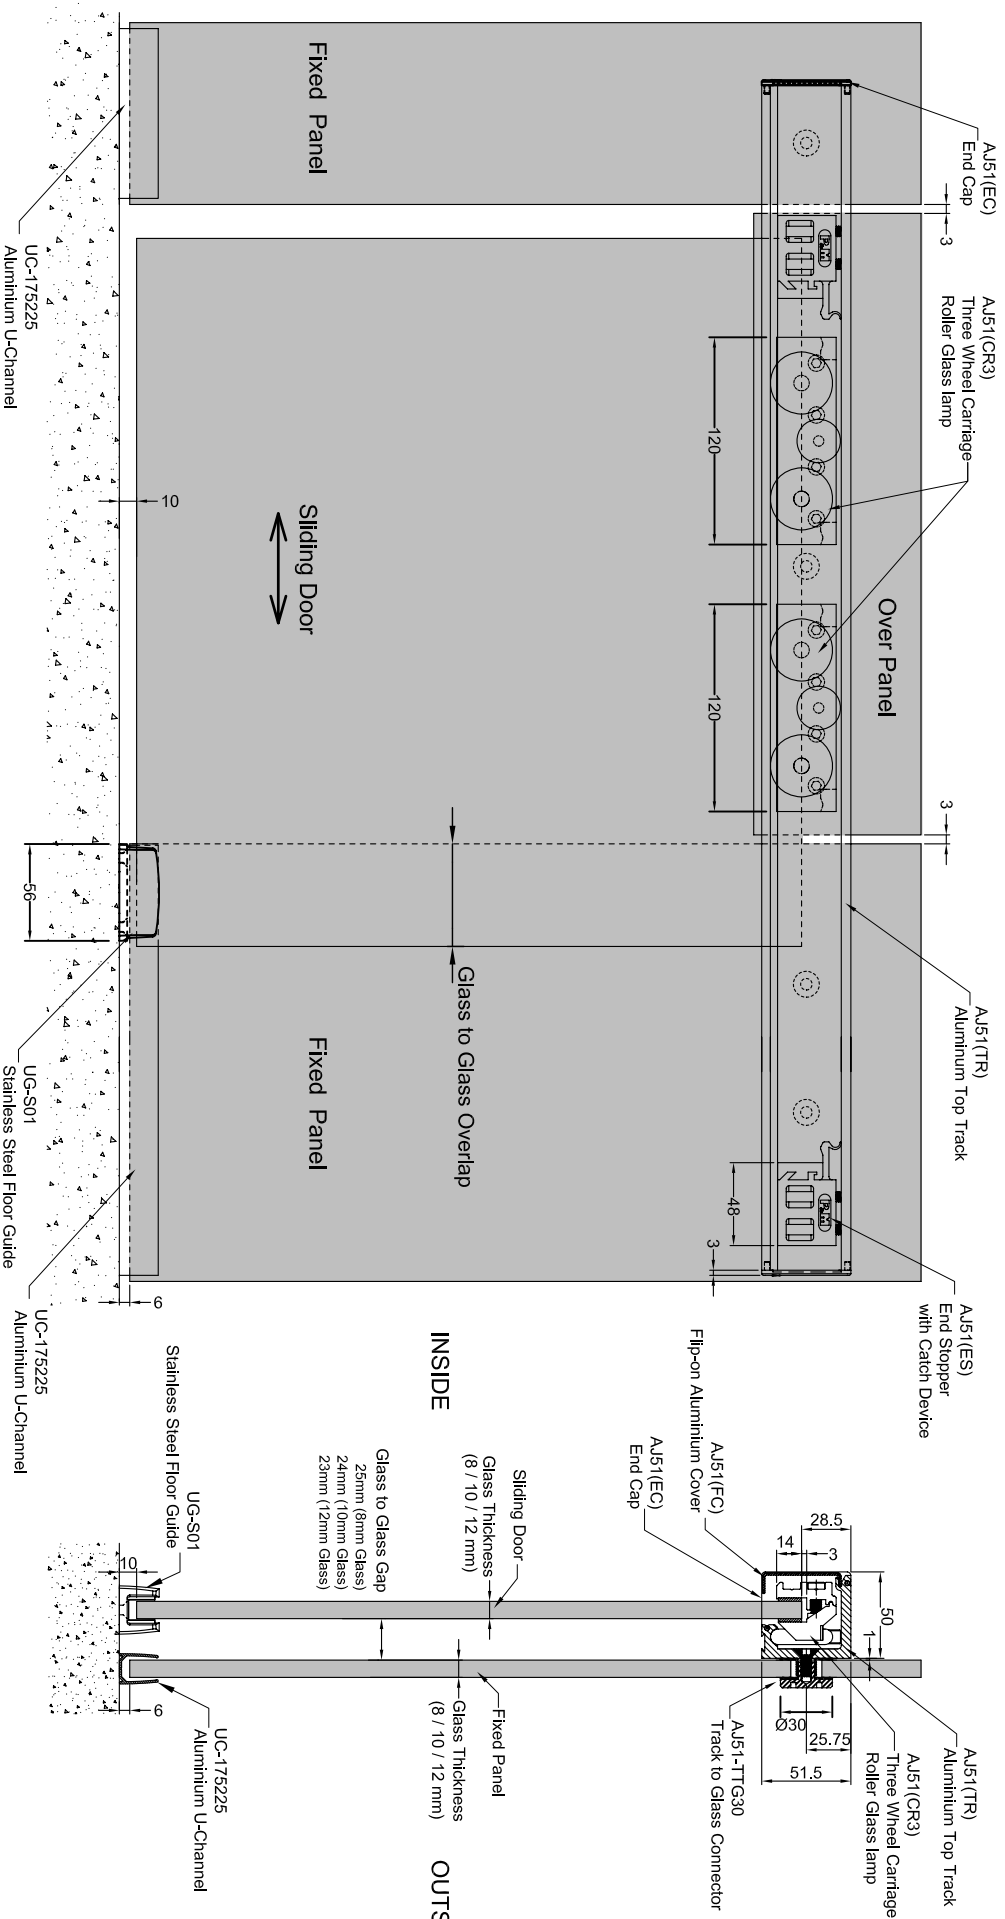 AJ51(EC)
End Cap
3
AJ51(CR3)
Three Wheel Carriage
Roller Glass lamp
3
AJ51(TR)
Aluminum Top Track
AJ51(ES)
End Stopper
with Catch Device
Over Panel
120
120
48
3
Glass to Glass Overlap
Fixed Panel
Sliding Door
Fixed Panel
10
6
56
UC-175225
Aluminium U-Channel
UG-S01
Stainless Steel Floor Guide
UC-175225
Aluminium U-Channel
AJ51(TR)
Aluminium Top Track
AJ51(CR3)
Three Wheel Carriage
Roller Glass lamp
28.5
14
3
50
1
Ø30
25.75
51.5
AJ51(FC)
Flip-on Aluminium Cover
AJ51(EC)
End Cap
AJ51-TTG30
Track to Glass Connector
Sliding Door
Glass Thickness
(8 / 10 / 12 mm)
Fixed Panel
Glass Thickness
(8 / 10 / 12 mm)
INSIDE
OUTS
Glass to Glass Gap
25mm (8mm Glass)
24mm (10mm Glass)
23mm (12mm Glass)
UG-S01
Stainless Steel Floor Guide
10
6
UC-175225
Aluminium U-Channel